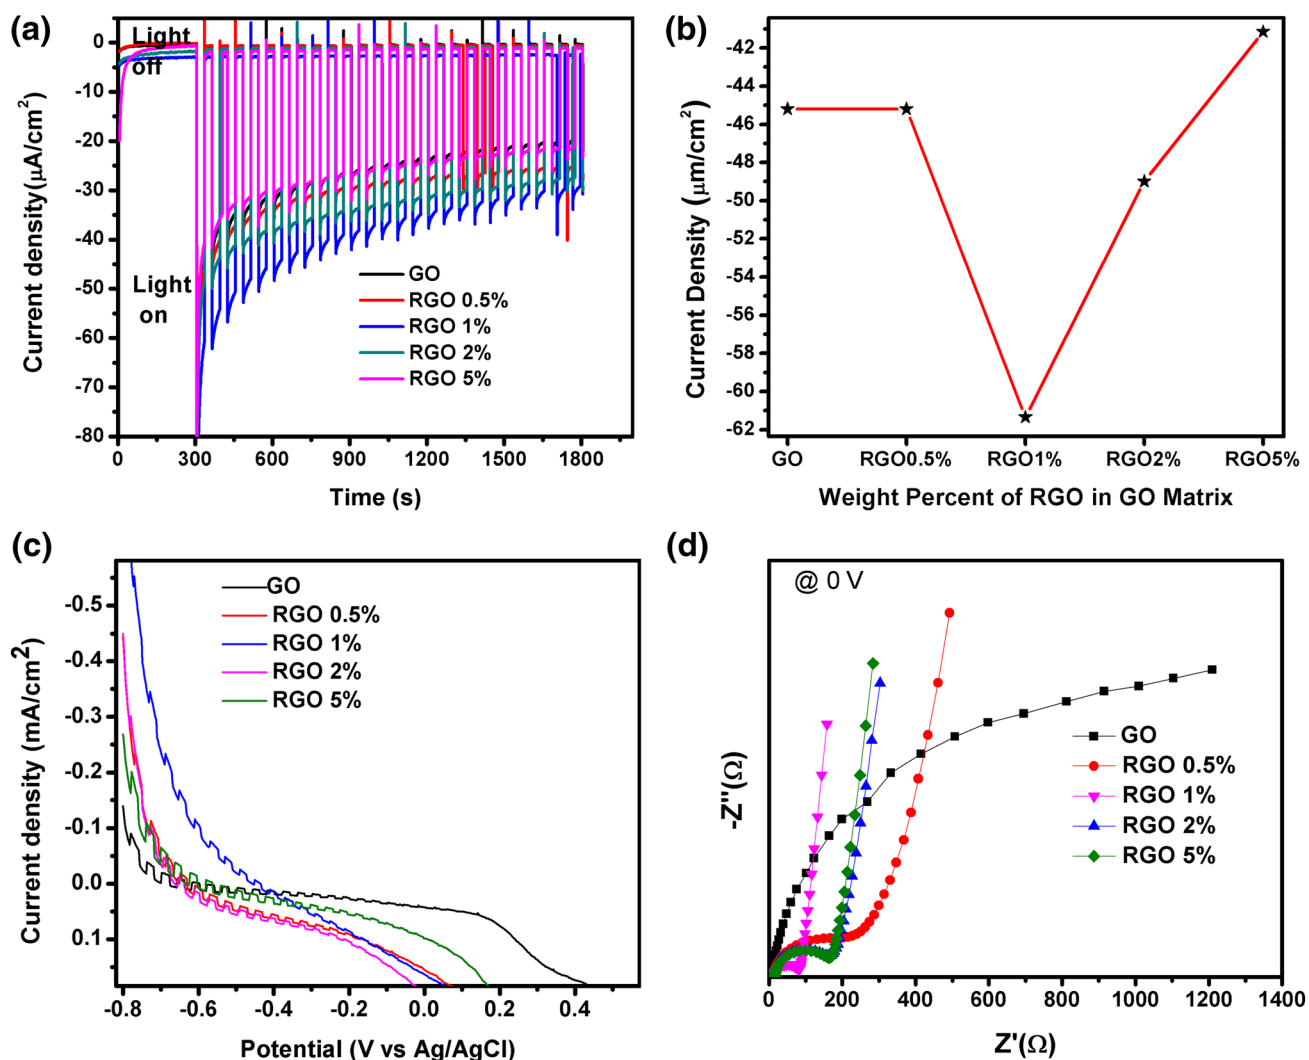 (a)
Light
off
Light
on
GO
RGO 0.5%
RGO 1%
RGO 2%
RGO 5%
0
-10
-20
-30
-40
-50
-60
-70
-80
0
300
600
900
1200
1500
1800
Current density(μA/cm²)
Time (s)
(b)
-42
-44
-46
-48
-50
-52
-54
-56
-58
-60
-62
GO
RGO0.5%
RGO1%
RGO2%
RGO5%
Current Density (μm/cm²)
Weight Percent of RGO in GO Matrix
(c)
GO
RGO 0.5%
RGO 1%
RGO 2%
RGO 5%
-0.5
-0.4
-0.3
-0.2
-0.1
0.0
0.1
-0.8
-0.6
-0.4
-0.2
0.0
0.2
0.4
Current density (mA/cm²)
Potential (V vs Ag/AgCl)
(d)
@ 0 V
GO
RGO 0.5%
RGO 1%
RGO 2%
RGO 5%
0
200
400
600
800
1000
1200
1400
-Z''(Ω)
Z'(Ω)